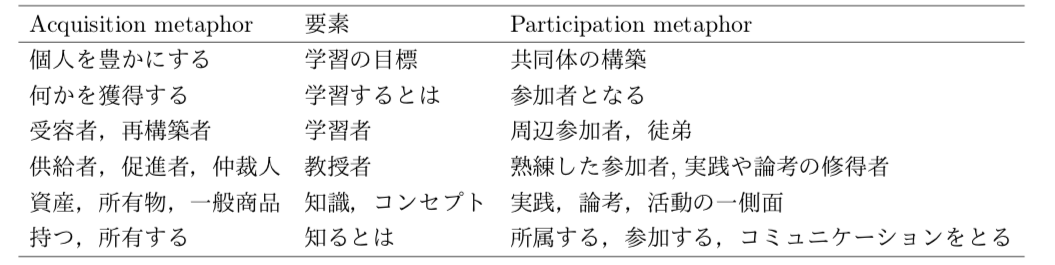 Acquisition metaphor 要素 Participation metaphor
個人を豊かにする 学習の目標 共同体の構築
何かを獲得する 学習するとは 参加者となる
受容者，再構築者 学習者 周辺参加者，徒弟
供給者，促進者，仲裁人 教授者 熟練した参加者, 実践や論考の修得者
資産，所有物，一般商品 知識，コンセプト 実践，論考，活動の一側面
持つ，所有する 知るとは 所属する，参加する，コミュニケーションをとる